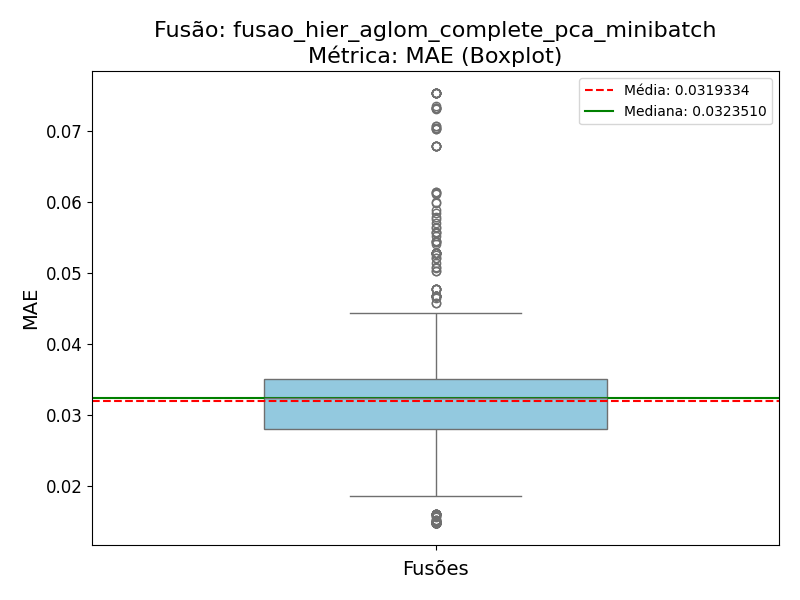 Fusão: fusao_hier_aglom_complete_pca_minibatch
Métrica: MAE (Boxplot)
Média: 0.0319334
Mediana: 0.0323510
0.07
0.06
0.05
0.04
0.03
0.02
MAE
Fusões